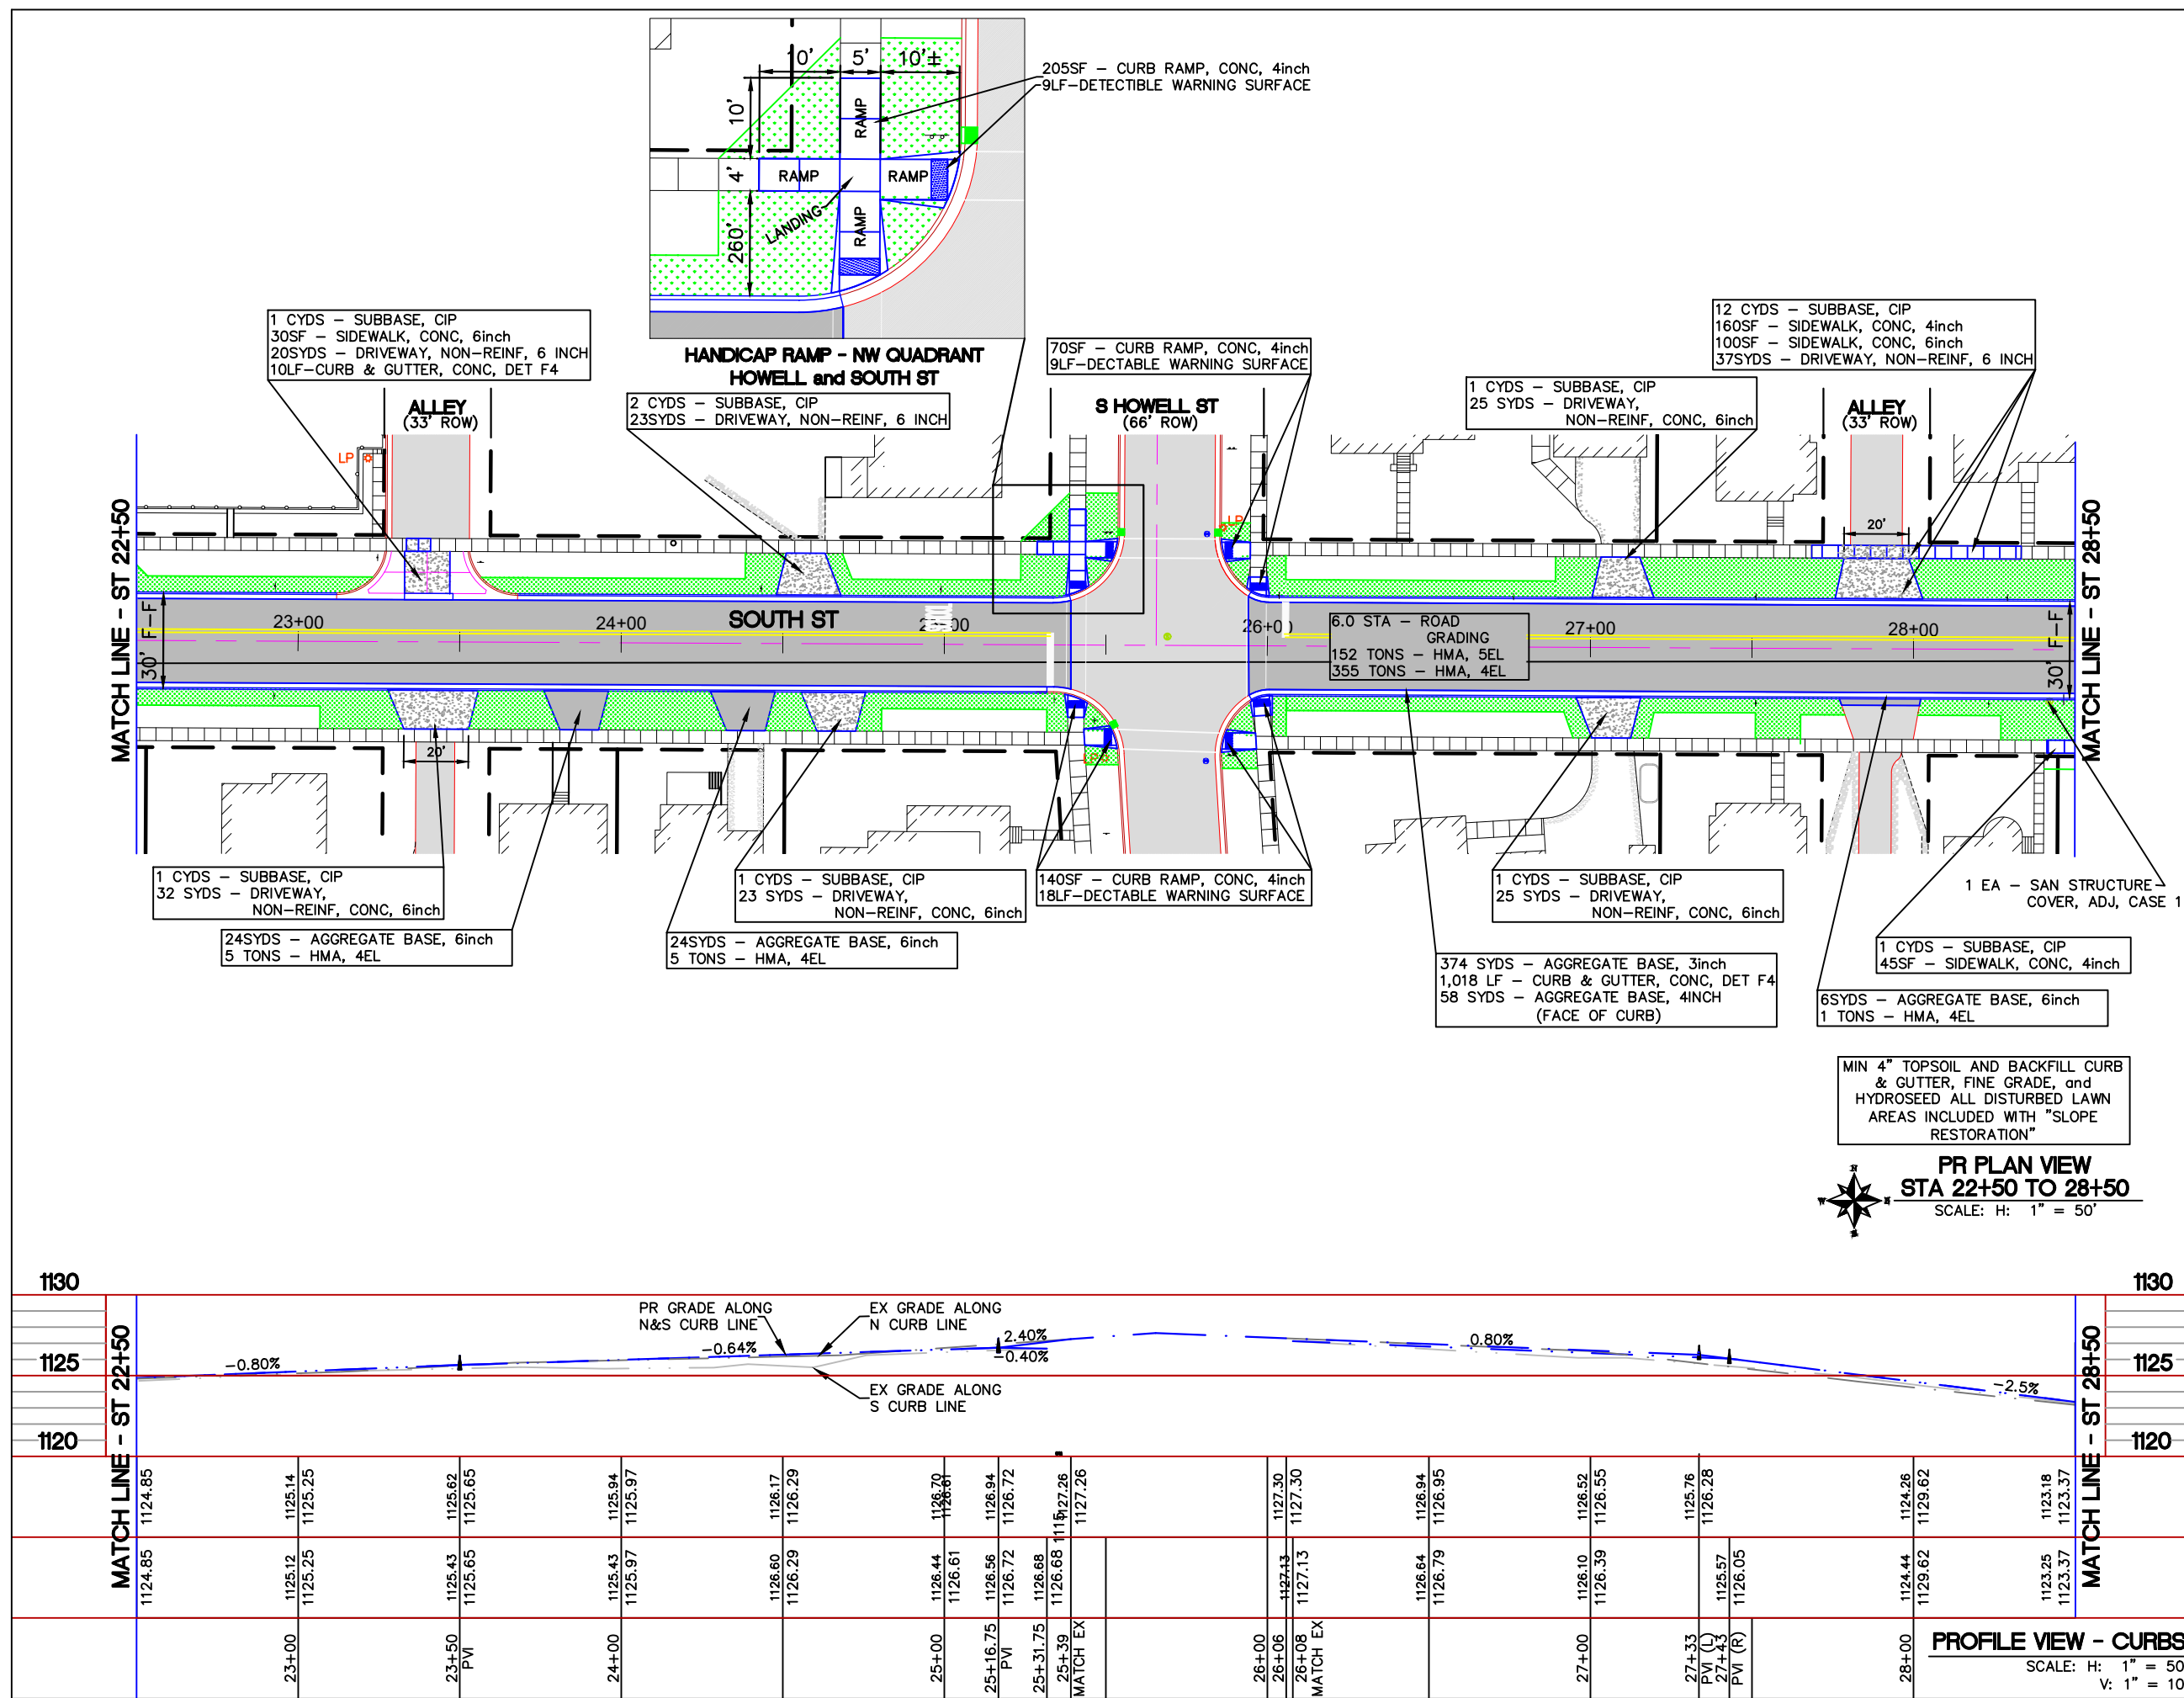 10' 5' 10'±
205SF – CURB RAMP, CONC, 4inch
9LF–DETECTIBLE WARNING SURFACE
10'
RAMP
4'
RAMP
RAMP
LANDING
RAMP
260'
HANDICAP RAMP - NW QUADRANT
HOWELL and SOUTH ST
1 CYDS – SUBBASE, CIP
30SF – SIDEWALK, CONC, 6inch
20SYDS – DRIVEWAY, NON–REINF, 6 INCH
10LF–CURB & GUTTER, CONC, DET F4
2 CYDS – SUBBASE, CIP
23SYDS – DRIVEWAY, NON–REINF, 6 INCH
70SF – CURB RAMP, CONC, 4inch
9LF–DECTABLE WARNING SURFACE
1 CYDS – SUBBASE, CIP
25 SYDS – DRIVEWAY,
NON–REINF, CONC, 6inch
12 CYDS – SUBBASE, CIP
160SF – SIDEWALK, CONC, 4inch
100SF – SIDEWALK, CONC, 6inch
37SYDS – DRIVEWAY, NON–REINF, 6 INCH
ALLEY
(33' ROW)
S HOWELL ST
(66' ROW)
ALLEY
(33' ROW)
LP
LP
20'
MATCH LINE - ST 22+50
30' F–F
23+00
24+00
SOUTH ST
26+00
6.0 STA – ROAD
GRADING
152 TONS – HMA, 5EL
355 TONS – HMA, 4EL
27+00
28+00
30' F–F
MATCH LINE - ST 28+50
20'
LP
1 CYDS – SUBBASE, CIP
32 SYDS – DRIVEWAY,
NON–REINF, CONC, 6inch
24SYDS – AGGREGATE BASE, 6inch
5 TONS – HMA, 4EL
24SYDS – AGGREGATE BASE, 6inch
5 TONS – HMA, 4EL
1 CYDS – SUBBASE, CIP
23 SYDS – DRIVEWAY,
NON–REINF, CONC, 6inch
140SF – CURB RAMP, CONC, 4inch
18LF–DECTABLE WARNING SURFACE
1 CYDS – SUBBASE, CIP
25 SYDS – DRIVEWAY,
NON–REINF, CONC, 6inch
1 EA – SAN STRUCTURE
COVER, ADJ, CASE 1
374 SYDS – AGGREGATE BASE, 3inch
1,018 LF – CURB & GUTTER, CONC, DET F4
58 SYDS – AGGREGATE BASE, 4INCH
(FACE OF CURB)
1 CYDS – SUBBASE, CIP
45SF – SIDEWALK, CONC, 4inch
6SYDS – AGGREGATE BASE, 6inch
1 TONS – HMA, 4EL
MIN 4" TOPSOIL AND BACKFILL CURB
& GUTTER, FINE GRADE, and
HYDROSEED ALL DISTURBED LAWN
AREAS INCLUDED WITH "SLOPE
RESTORATION"
N
W
E
S
PR PLAN VIEW
STA 22+50 TO 28+50
SCALE: H: 1" = 50'
1130
1125
1120
MATCH LINE - ST 22+50
–0.80%
PR GRADE ALONG
N&S CURB LINE
–0.64%
EX GRADE ALONG
N CURB LINE
EX GRADE ALONG
S CURB LINE
2.40%
–0.40%
0.80%
–2.5%
1130
1125
1120
MATCH LINE - ST 28+50
1124.85
1125.14
1125.25
1125.62
1125.65
1125.94
1125.97
1126.17
1126.29
1126.70
1126.61
1126.94
1126.72
1127.26
1127.26
1127.30
1127.30
1126.94
1126.95
1126.52
1126.55
1125.76
1126.28
1124.26
1129.62
1123.18
1123.37
1124.85
1125.12
1125.25
1125.43
1125.65
1125.43
1125.97
1126.60
1126.29
1126.44
1126.61
1126.56
1126.72
1126.68
1126.68
1127.13
1127.13
1126.64
1126.79
1126.10
1126.39
1125.57
1126.05
1124.44
1129.62
1123.25
1123.37
23+00
23+50
PVI
24+00
25+00
25+16.75
PVI
25+31.75
25+39
MATCH EX
26+00
26+06
26+08
MATCH EX
27+00
27+33
PVI (L)
27+43
PVI (R)
28+00
PROFILE VIEW - CURBS
SCALE: H: 1" = 50
V: 1" = 10